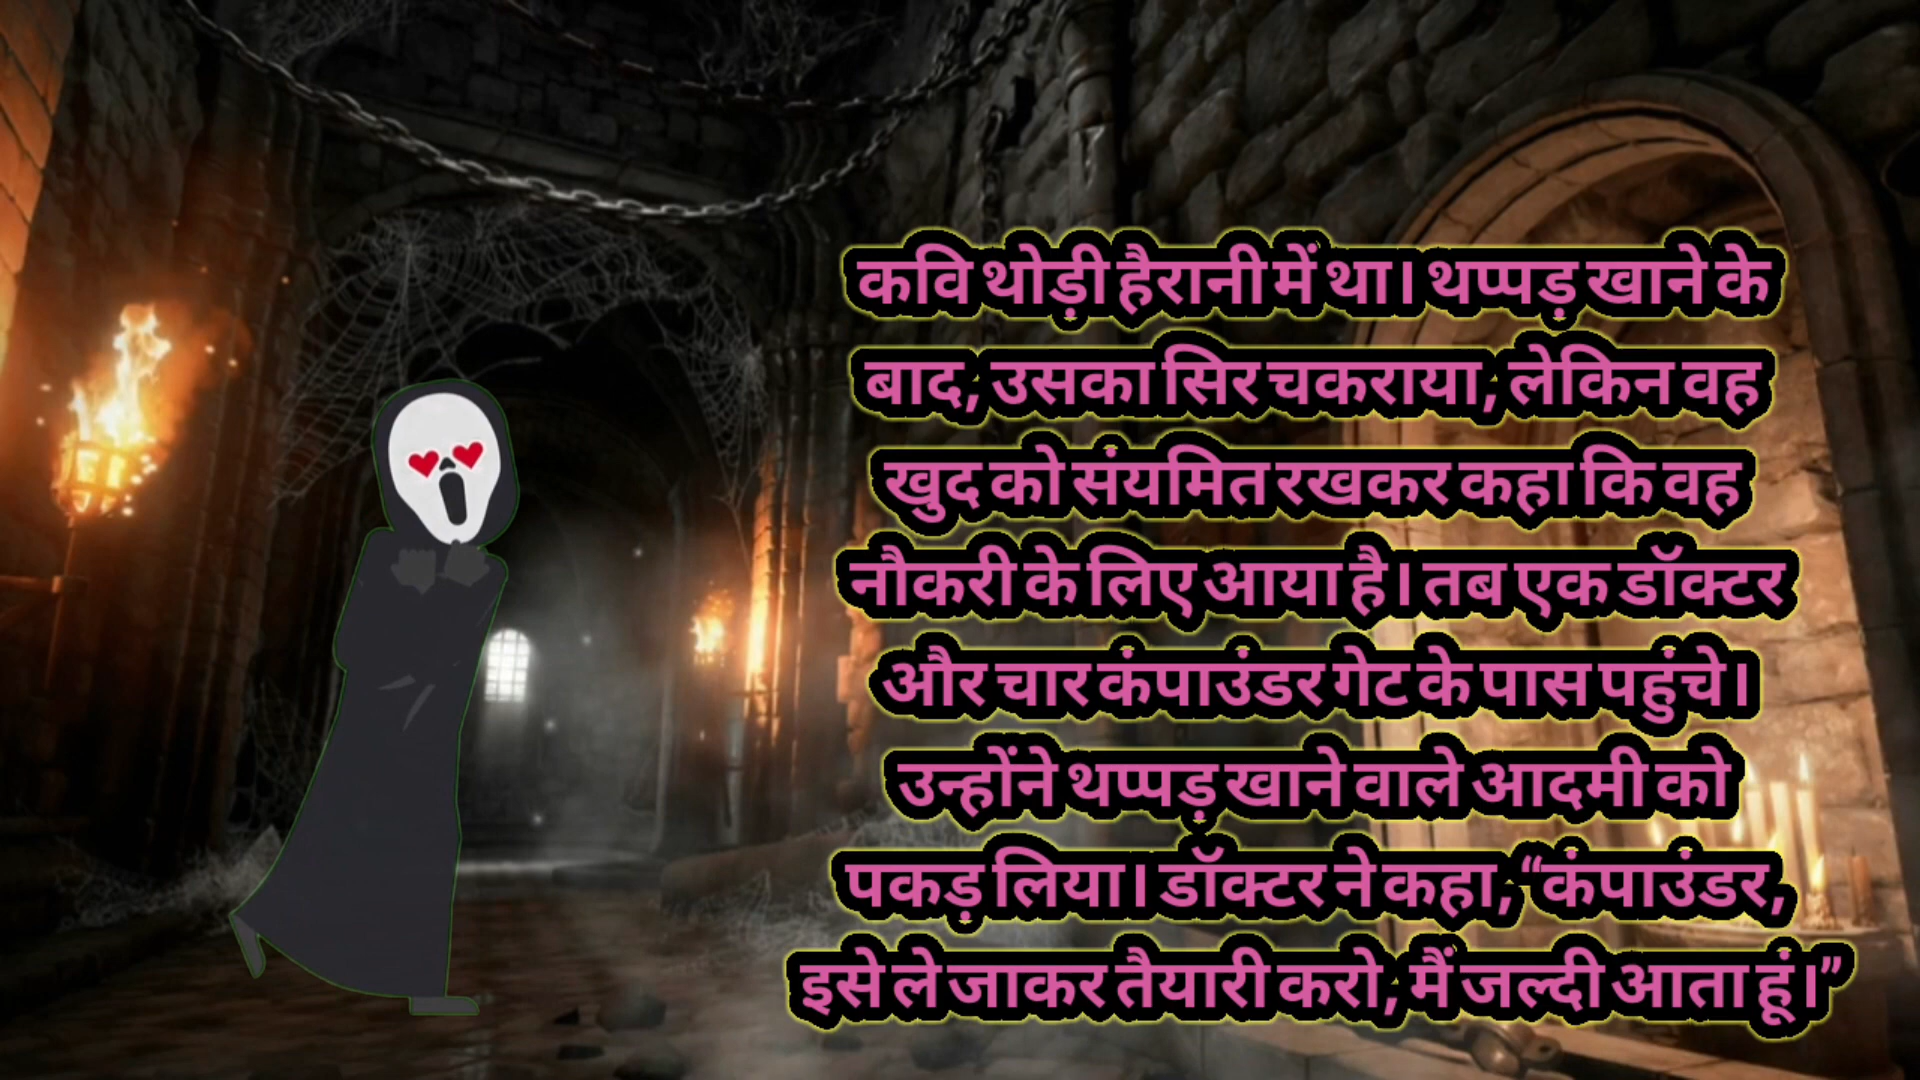 कवि थोड़ी हैरानी में था। थप्पड़ खाने के
बाद, उसका सिर चकराया, लेकिन वह
खुद को संयमित रखकर कहा कि वह
नौकरी के लिए आया है। तब एक डॉक्टर
और चार कंपाउंडर गेट के पास पहुंचे।
उन्होंने थप्पड़ खाने वाले आदमी को
पकड़ लिया। डॉक्टर ने कहा, “कंपाउंडर,
इसे ले जाकर तैयारी करो, मैं जल्दी आता हूं।”